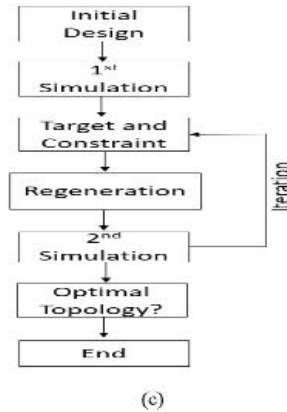 Initial
Design
1st
Simulation
Target and
Constraint
Regeneration
Iteration
2nd
Simulation
Optimal
Topology?
End
(c)